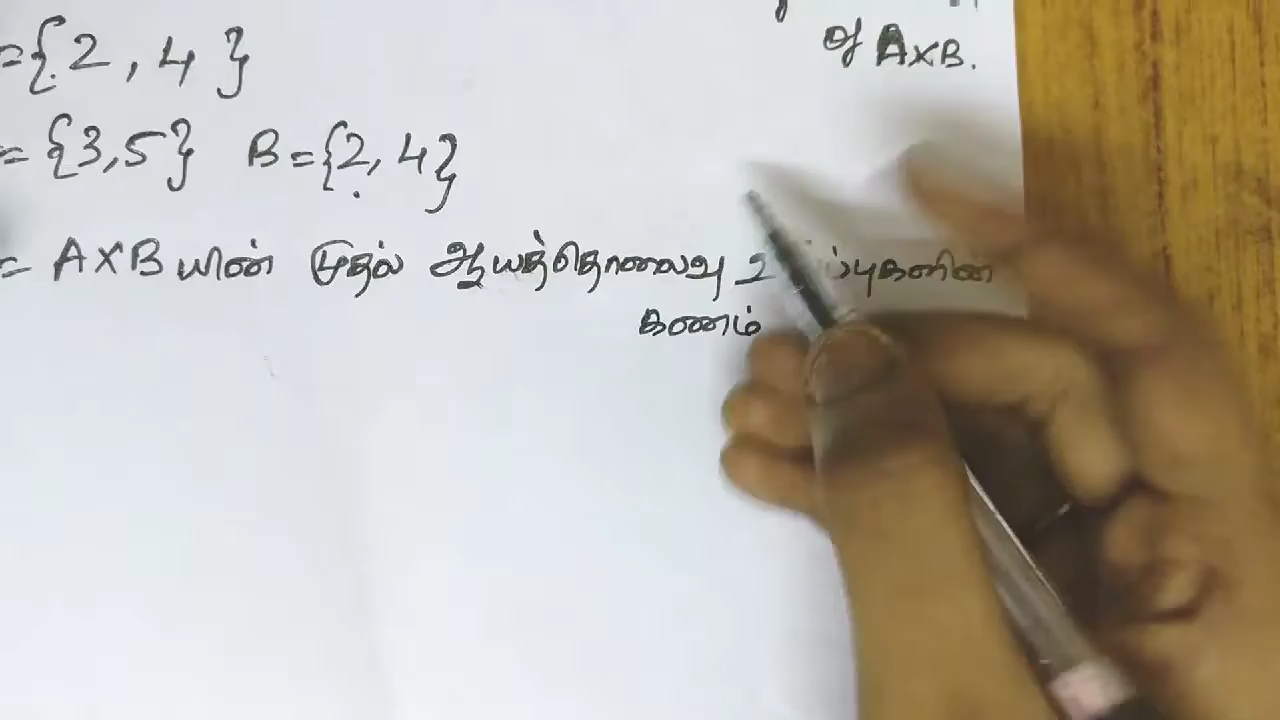 of A×B.
={2, 4}
= {3,5} B={2, 4}
= A×B யின் முதல் ஆயத்தொலைவு
கணம்